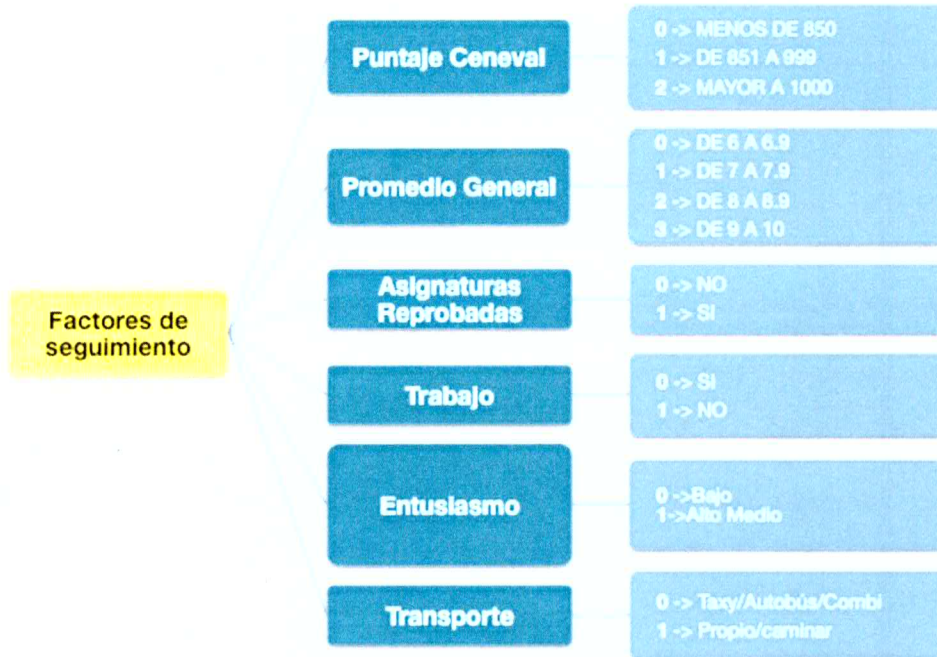 Puntaje Ceneval
0 -> MENOS DE 850
1 -> DE 851 A 999
2 -> MAYOR A 1000
Promedio General
0 -> DE 6 A 6.9
1 -> DE 7 A 7.9
2 -> DE 8 A 8.9
3 -> DE 9 A 10
Asignaturas
Reprobadas
0 -> NO
1 -> SI
Factores de
seguimiento
Trabajo
0 -> SI
1 -> NO
Entusiasmo
0 ->Bajo
1->Alto Medio
Transporte
0 -> Taxy/Autobús/Combi
1 -> Propio/caminar